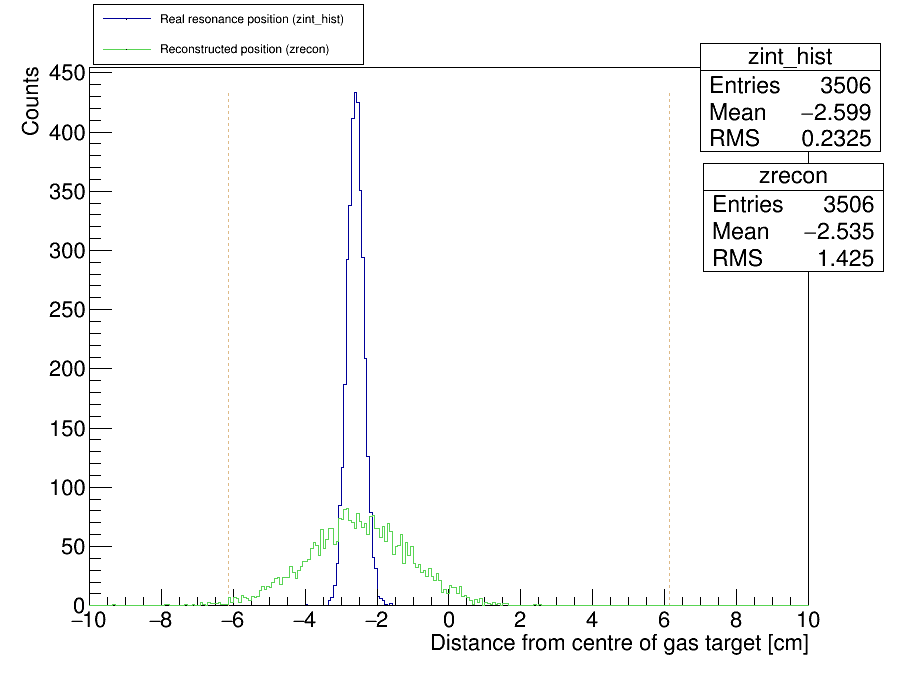 Real resonance position (zint_hist)
Reconstructed position (zrecon)
Counts
450
400
350
300
250
200
150
100
50
0
−10
−8
−6
−4
−2
0
2
4
6
8
10
Distance from centre of gas target [cm]
zint_hist
Entries 3506
Mean −2.599
RMS 0.2325
zrecon
Entries 3506
Mean −2.535
RMS 1.425